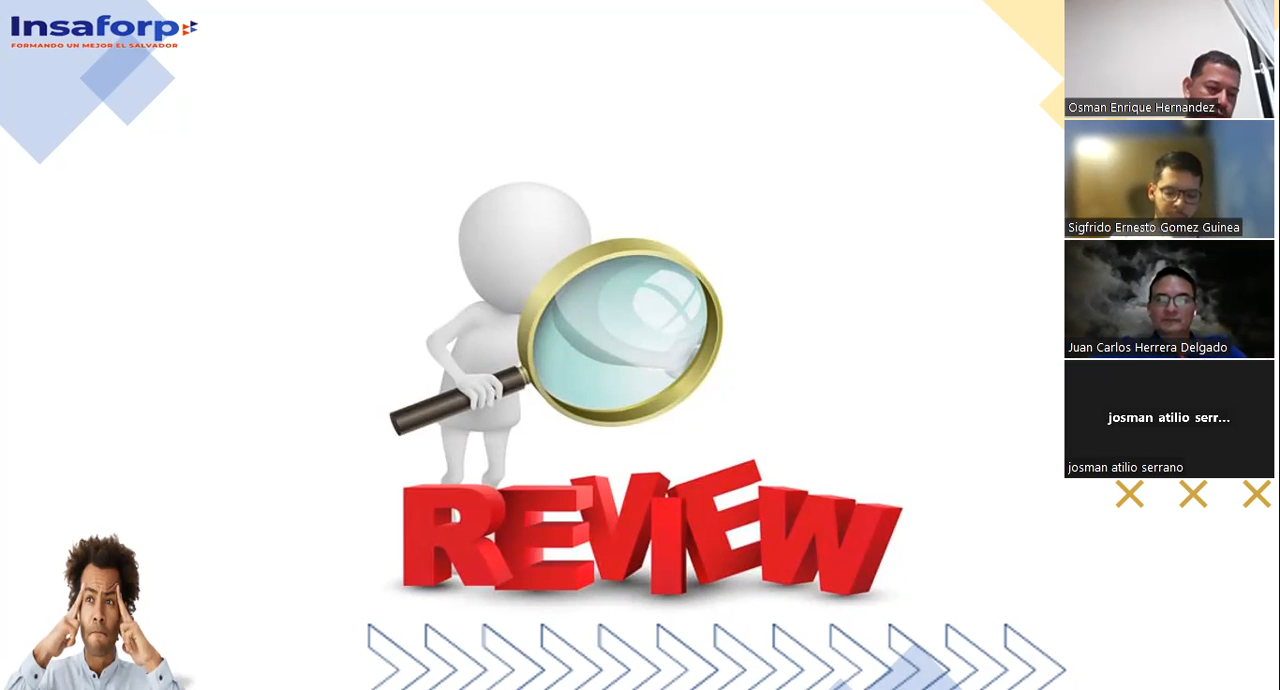 Insaforp
FORMANDO UN MEJOR EL SALVADOR
REVIEW
Osman Enrique Hernandez
Sigfrido Ernesto Gomez Guinea
Juan Carlos Herrera Delgado
josman atilio serr...
josman atilio serrano